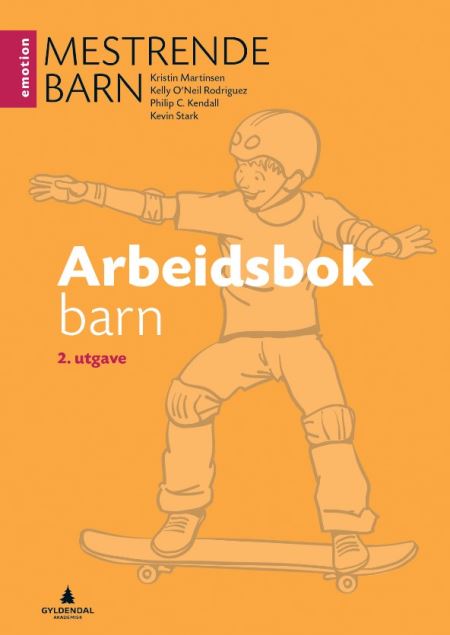 emotion
MESTRENDE
BARN
Kristin Martinsen
Kelly O'Neil Rodriguez
Philip C. Kendall
Kevin Stark
Arbeidsbok
barn
2. utgave
GYLDENDAL
AKADEMISK